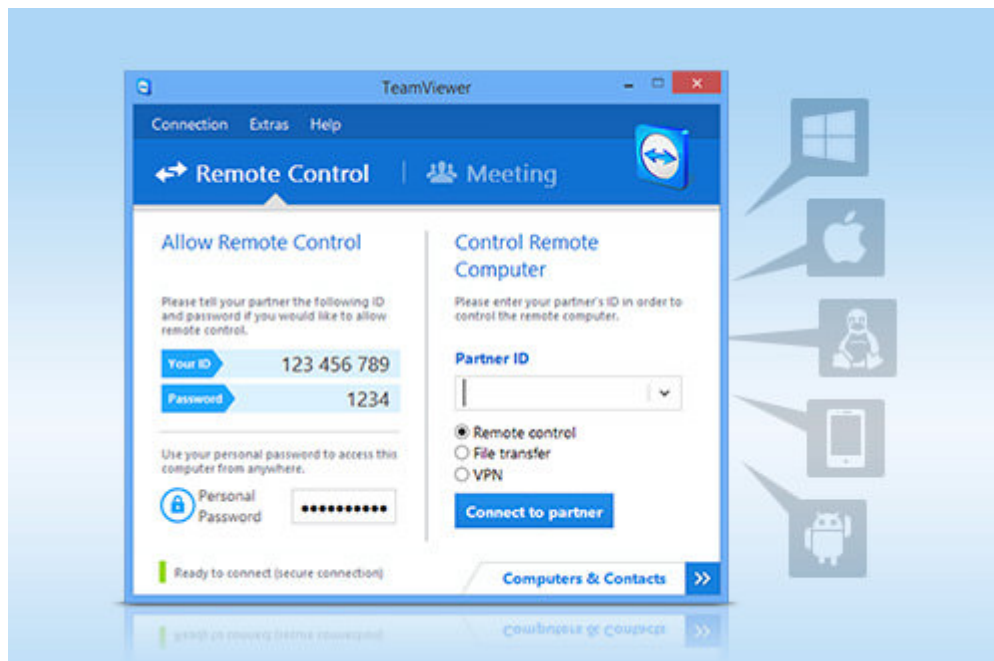 TeamViewer
Connection Extras Help
Remote Control | Meeting
Allow Remote Control
Please tell your partner the following ID
and password if you would like to allow
remote control.
Your ID 123 456 789
Password 1234
Use your personal password to access this
computer from anywhere.
Personal
Password ••••••••••
Ready to connect (secure connection)
Control Remote
Computer
Please enter your partner's ID in order to
control the remote computer.
Partner ID
Remote control
File transfer
VPN
Connect to partner
Computers & Contacts